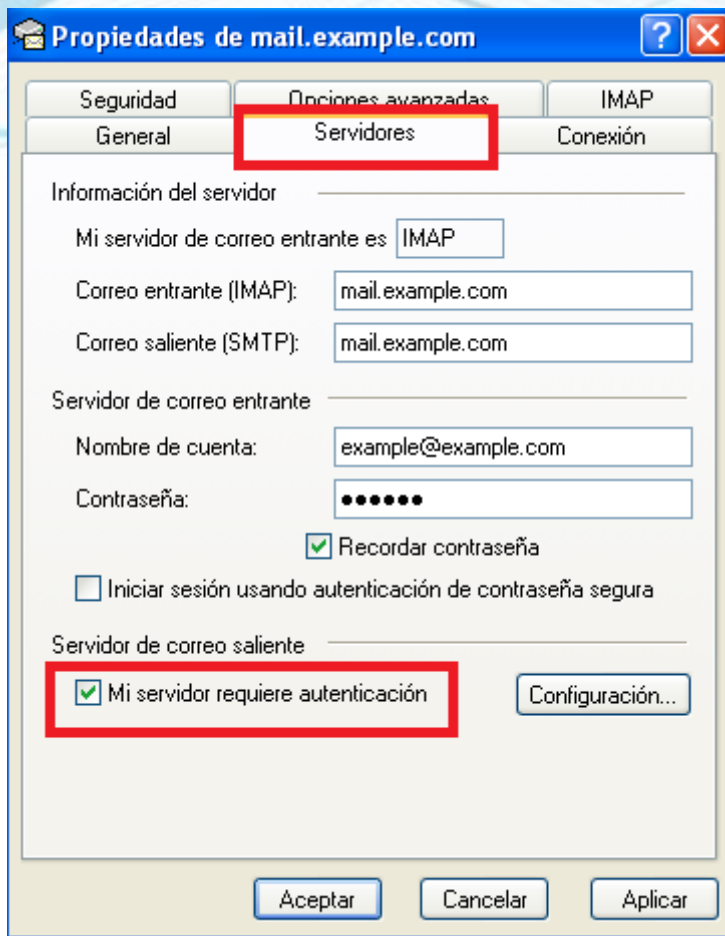 Propiedades de mail.example.com
Seguridad Opciones avanzadas IMAP
General Servidores Conexión
Información del servidor
Mi servidor de correo entrante es IMAP
Correo entrante (IMAP): mail.example.com
Correo saliente (SMTP): mail.example.com
Servidor de correo entrante
Nombre de cuenta: example@example.com
Contraseña: ●●●●●●
Recordar contraseña
Iniciar sesión usando autenticación de contraseña segura
Servidor de correo saliente
Mi servidor requiere autenticación Configuración...
Aceptar Cancelar Aplicar